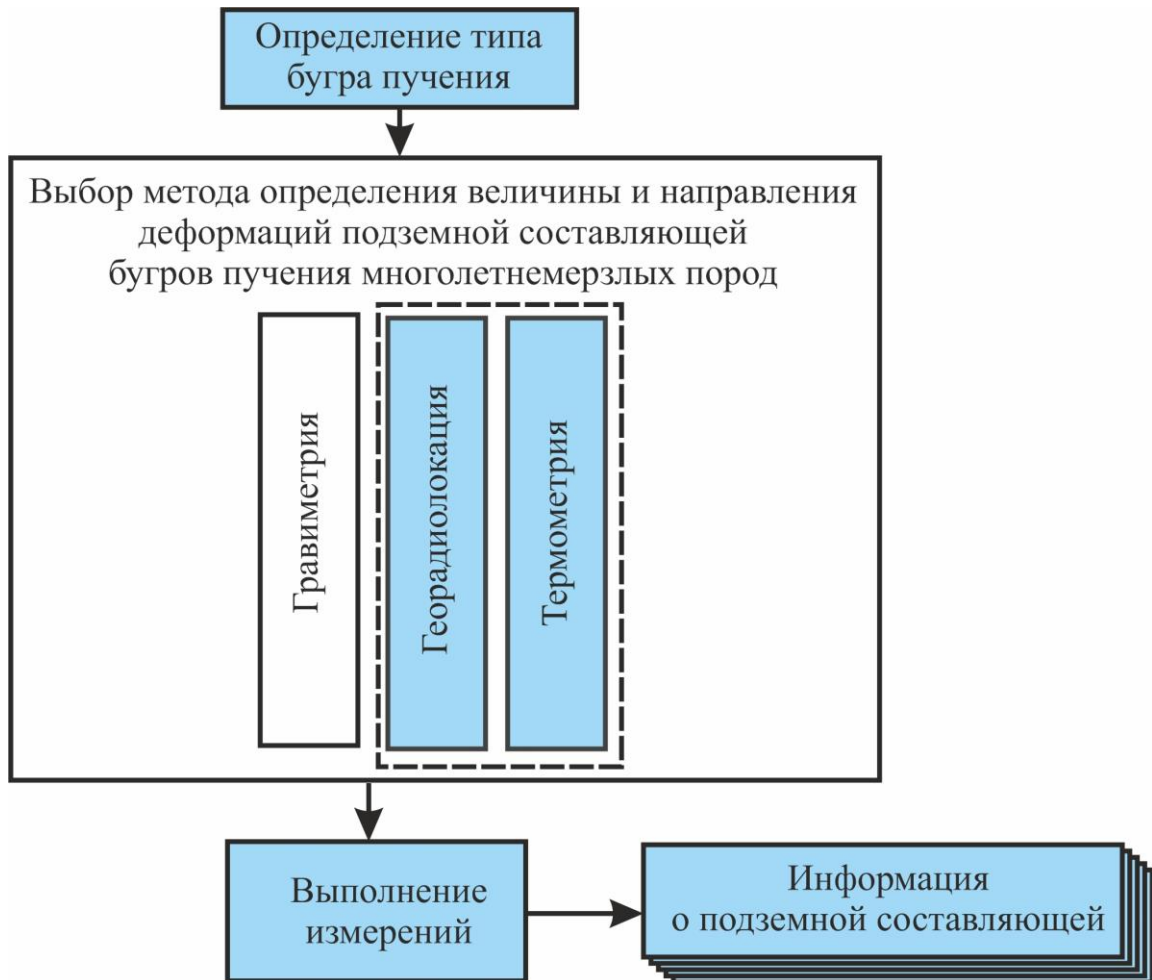 Определение типа
бугра пучения
Выбор метода определения величины и направления
деформаций подземной составляющей
бугров пучения многолетнемерзлых пород
Гравиметрия
Георадиолокация
Термометрия
Выполнение
измерений
Информация
о подземной составляющей